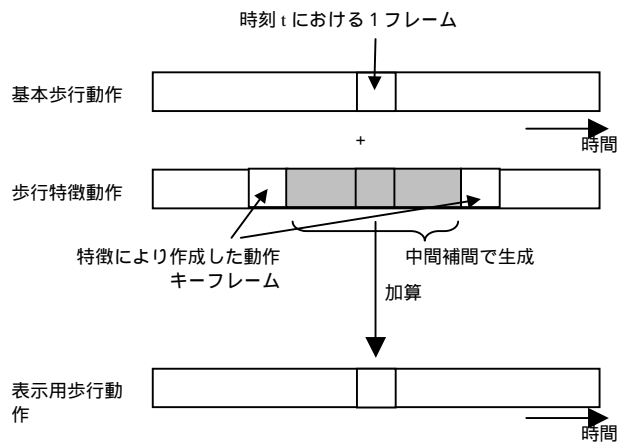 時刻 t における1フレーム
基本歩行動作
+
時間
歩行特徴動作
特徴により作成した動作
キーフレーム
中間補間で生成
加算
表示用歩行動
作
時間